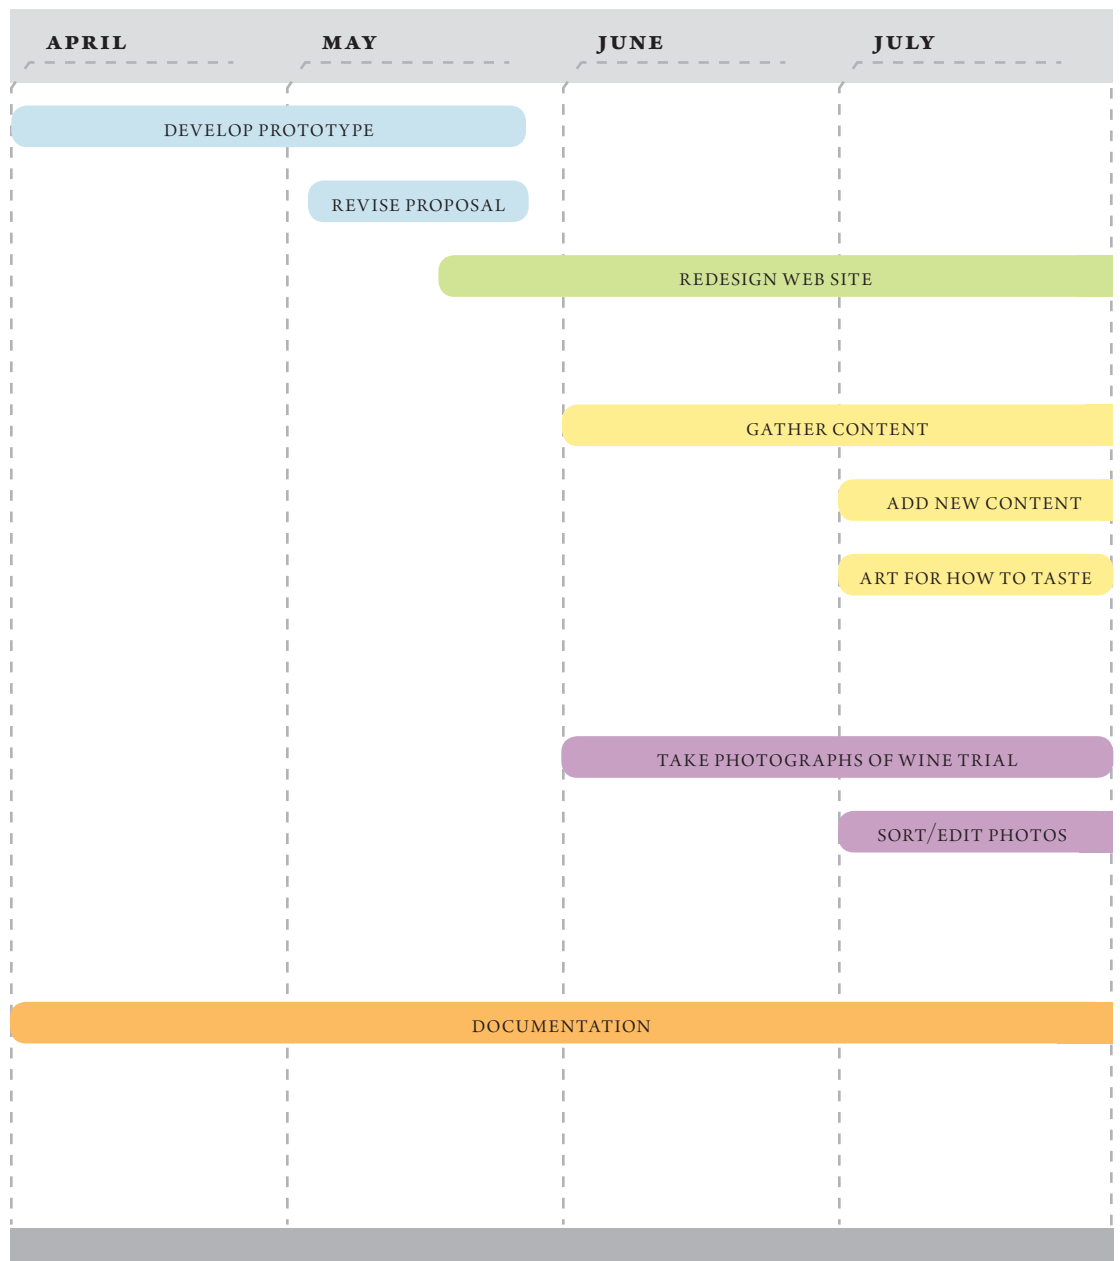 APRIL MAY JUNE JULY
DEVELOP PROTOTYPE
REVISE PROPOSAL
REDESIGN WEB SITE
GATHER CONTENT
ADD NEW CONTENT
ART FOR HOW TO TASTE
TAKE PHOTOGRAPHS OF WINE TRIAL
SORT/EDIT PHOTOS
DOCUMENTATION